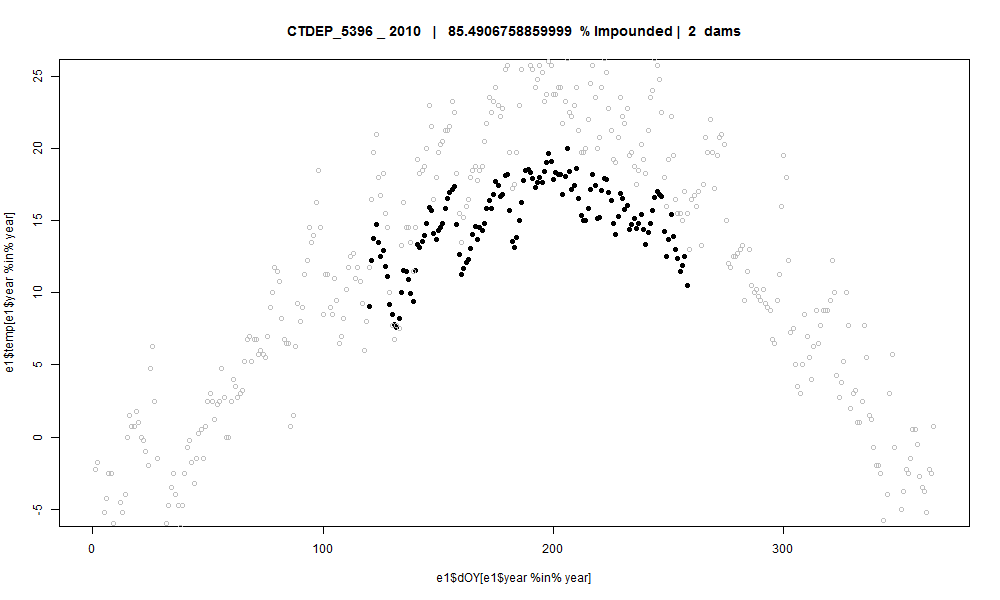 CTDEP_5396 _ 2010 | 85.4906758859999 % Impounded | 2 dams
25
20
15
10
5
0
-5
e1$temp[e1$year %in% year]
0 100 200 300
e1$dOY[e1$year %in% year]